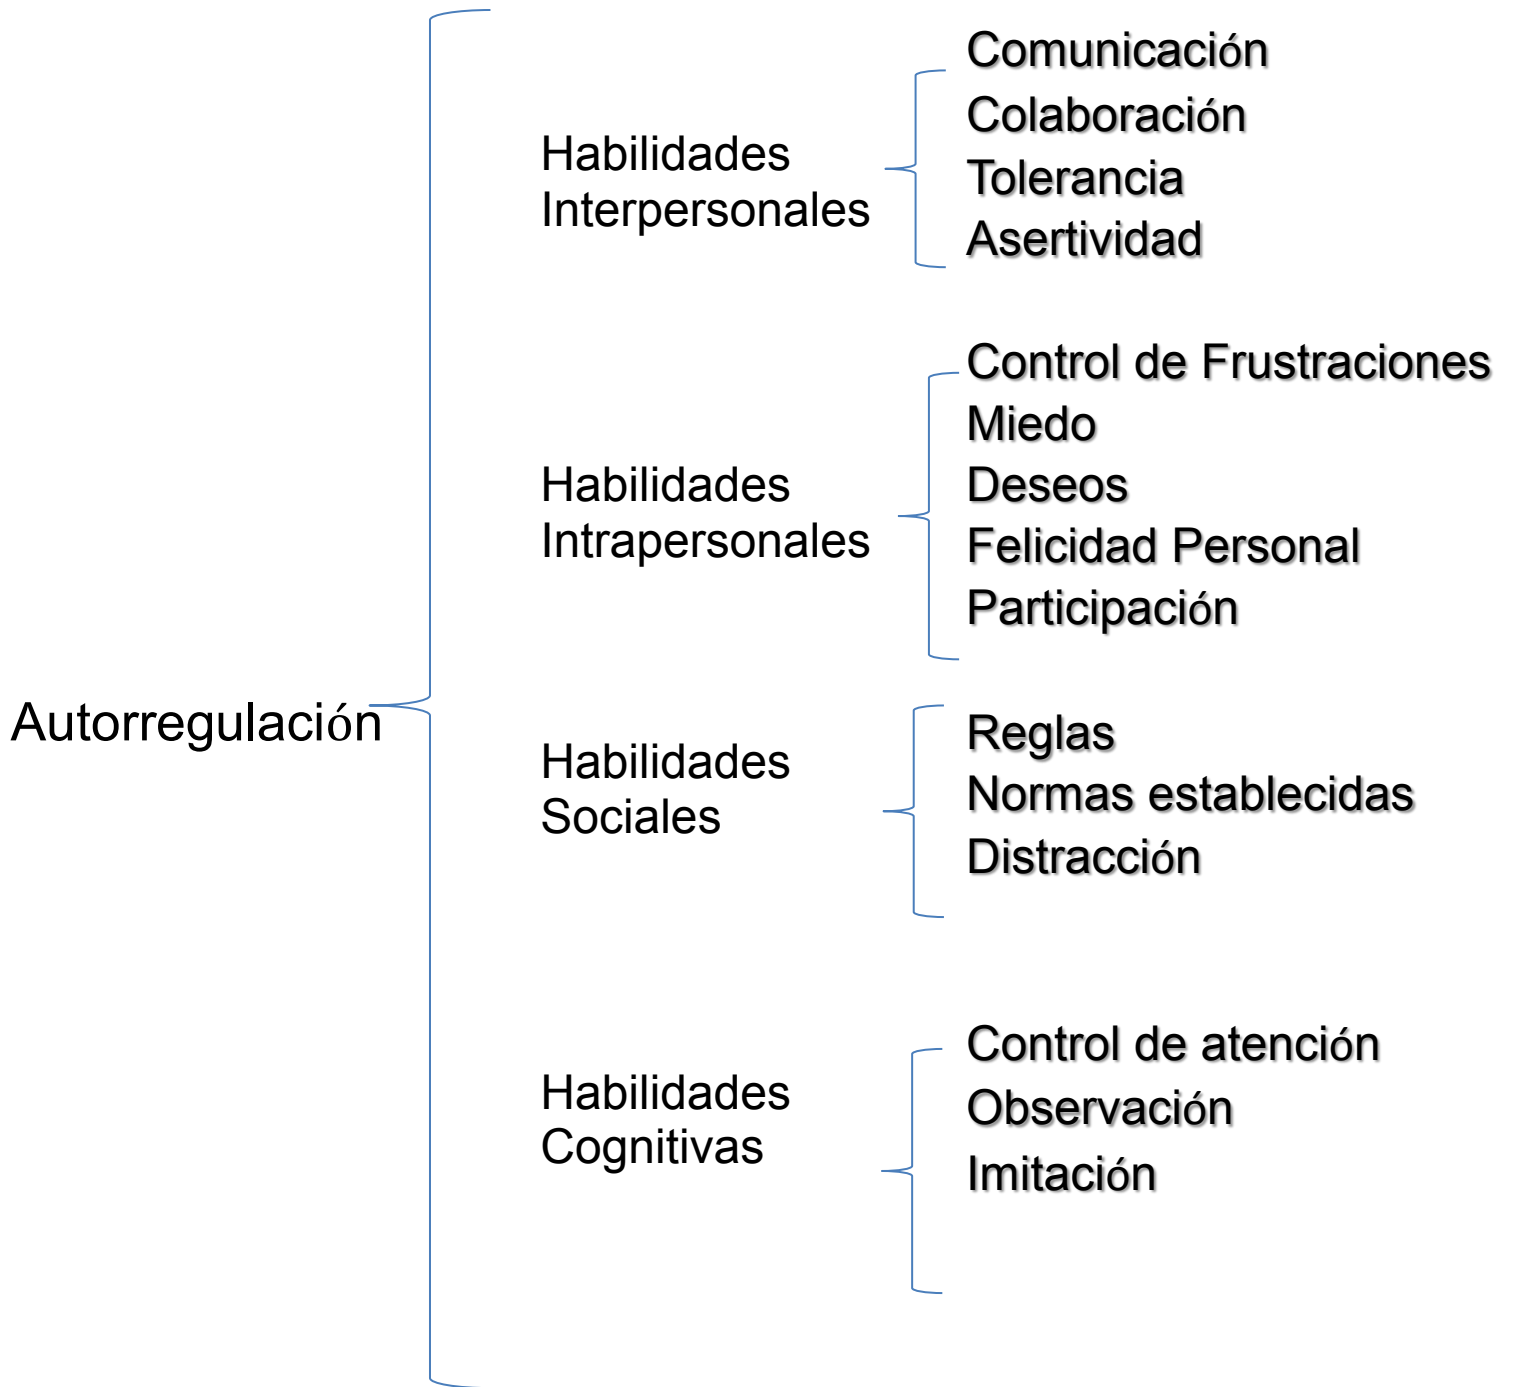 Autorregulación
Habilidades
Interpersonales
Comunicación
Colaboración
Tolerancia
Asertividad
Habilidades
Intrapersonales
Control de Frustraciones
Miedo
Deseos
Felicidad Personal
Participación
Habilidades
Sociales
Reglas
Normas establecidas
Distracción
Habilidades
Cognitivas
Control de atención
Observación
Imitación